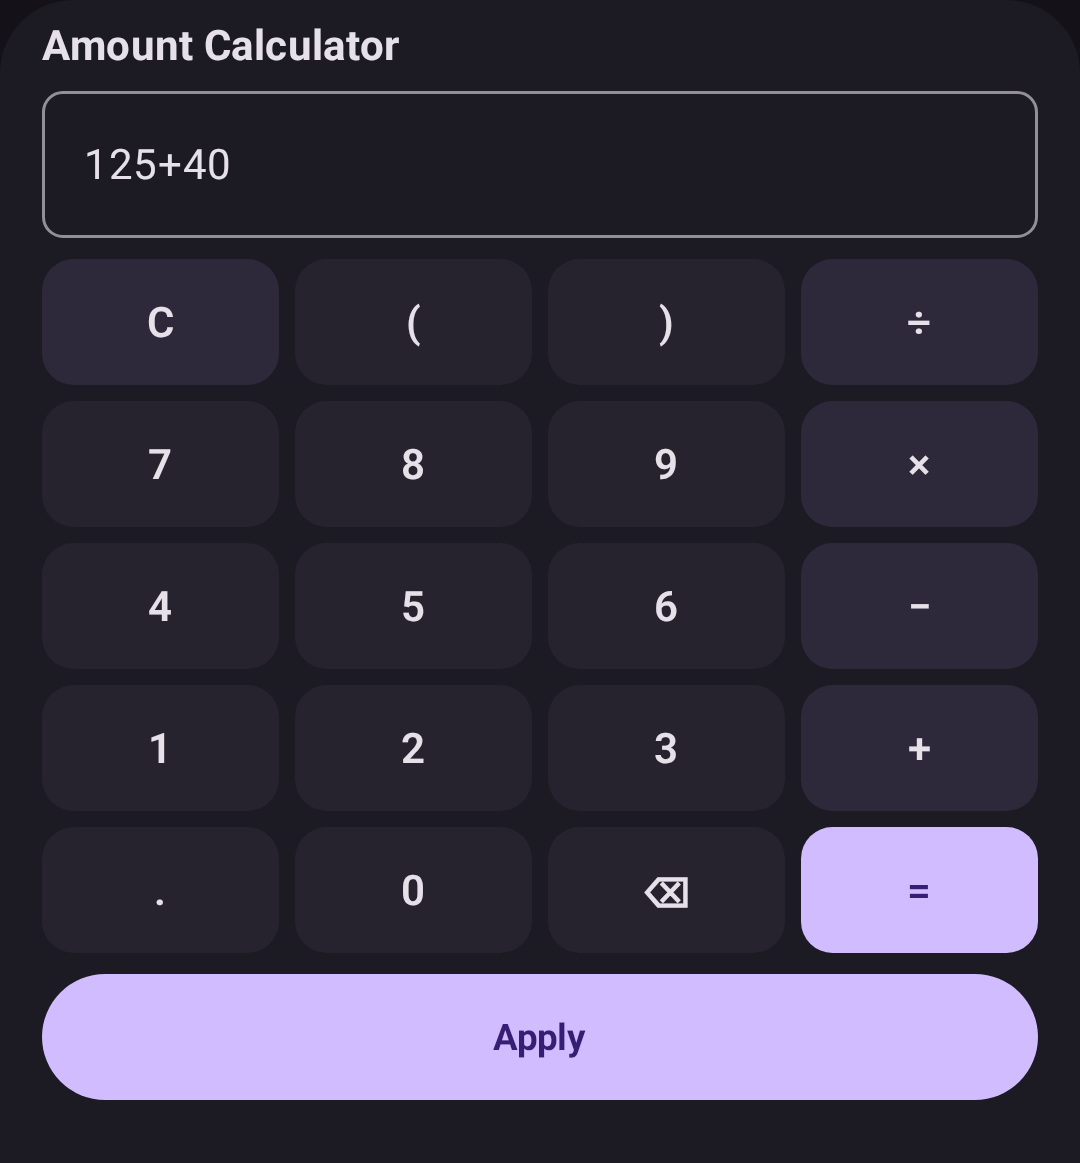 Amount Calculator
125+40
C ( ) ÷
7 8 9 ×
4 5 6 −
1 2 3 +
. 0 =
Apply